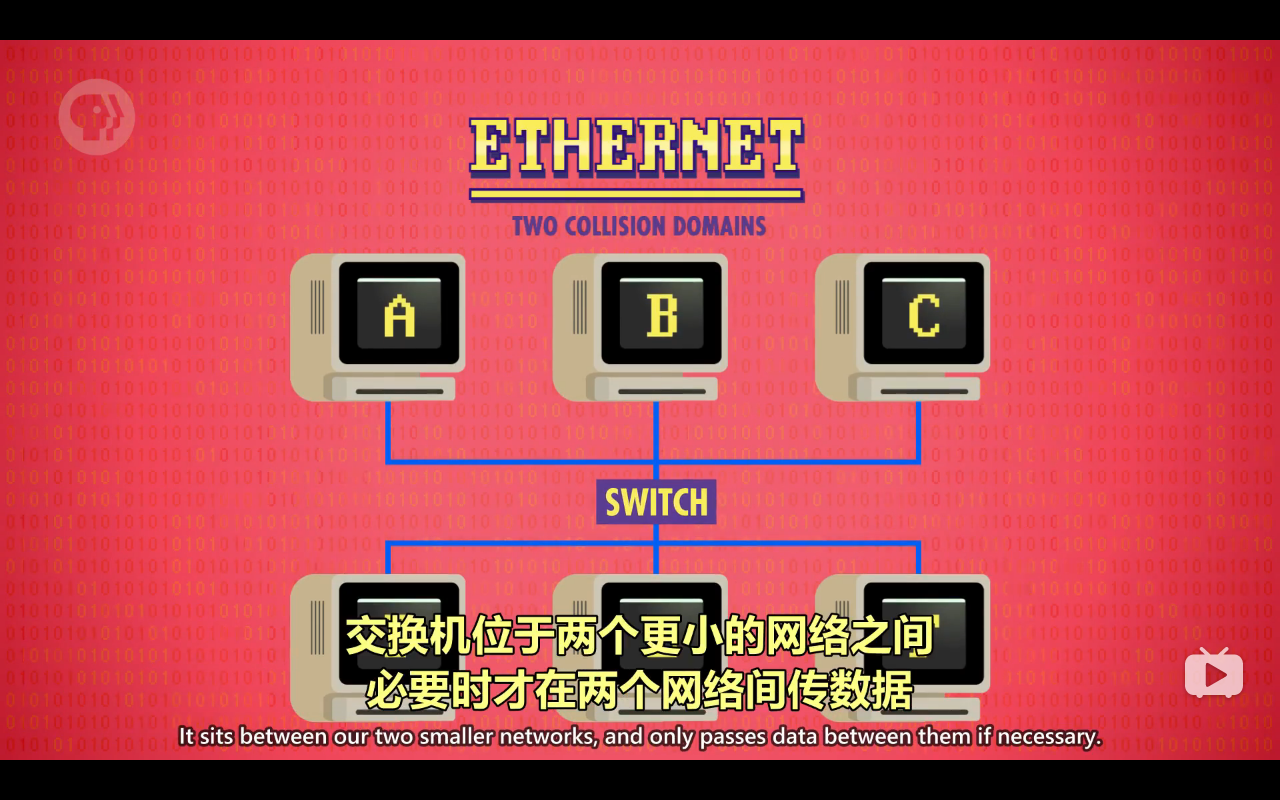 ETHERNET
TWO COLLISION DOMAINS
A
B
C
SWITCH
交换机位于两个更小的网络之间
必要时才在两个网络间传数据
It sits between our two smaller networks, and only passes data between them if necessary.